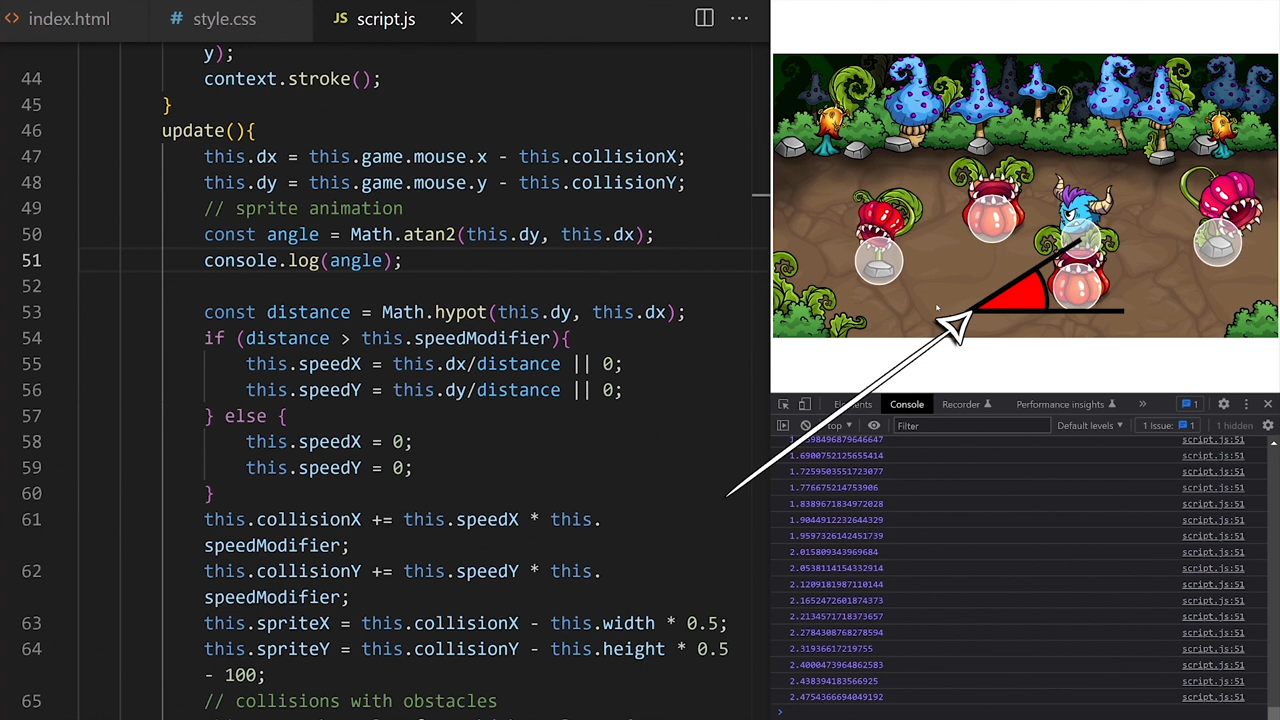 index.html
# style.css
JS script.js
y);
44 context.stroke();
45 }
46 update(){
47 this.dx = this.game.mouse.x - this.collisionX;
48 this.dy = this.game.mouse.y - this.collisionY;
49 // sprite animation
50 const angle = Math.atan2(this.dy, this.dx);
51 console.log(angle);
52
53 const distance = Math.hypot(this.dy, this.dx);
54 if (distance > this.speedModifier){
55 this.speedX = this.dx/distance || 0;
56 this.speedY = this.dy/distance || 0;
57 } else {
58 this.speedX = 0;
59 this.speedY = 0;
60 }
61 this.collisionX += this.speedX * this.
speedModifier;
62 this.collisionY += this.speedY * this.
speedModifier;
63 this.spriteX = this.collisionX - this.width * 0.5;
64 this.spriteY = this.collisionY - this.height * 0.5
- 100;
65 // collisions with obstacles
Elements Console Recorder Performance insights 1
top Filter Default levels 1 Issue: 1 1 hidden
script.js:51
1.6900752125655414 script.js:51
1.7259503551723077 script.js:51
1.776675214753906 script.js:51
1.8389671834972028 script.js:51
1.9044912232644329 script.js:51
1.9597326142451739 script.js:51
2.015809343969684 script.js:51
2.0538114154332914 script.js:51
2.1209181987110144 script.js:51
2.1652472601874373 script.js:51
2.2134571718373657 script.js:51
2.2784308768278594 script.js:51
2.31936617219755 script.js:51
2.4000473964862583 script.js:51
2.438394183566925 script.js:51
2.4754366694049192 script.js:51